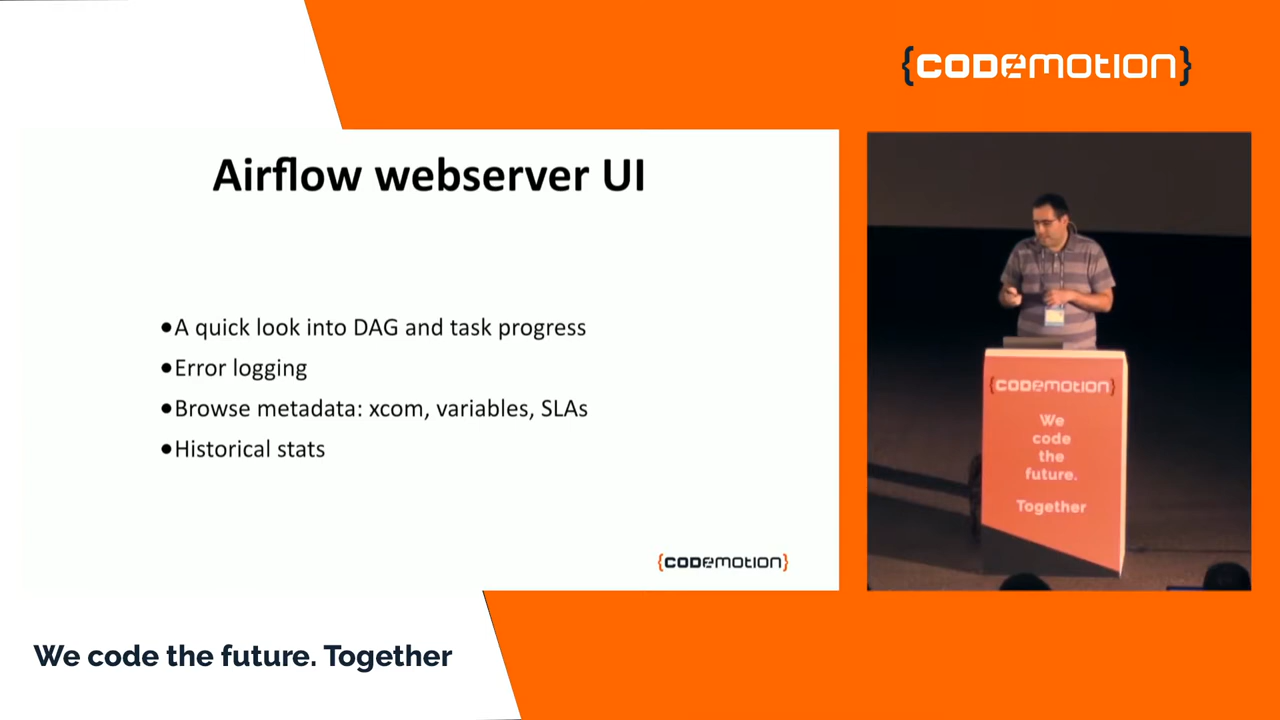 {CODEMOTION}
Airflow webserver UI
●A quick look into DAG and task progress
●Error logging
●Browse metadata: xcom, variables, SLAs
●Historical stats
{CODEMOTION}
{CODEMOTION}
We
code
the
future.
Together
We code the future. Together